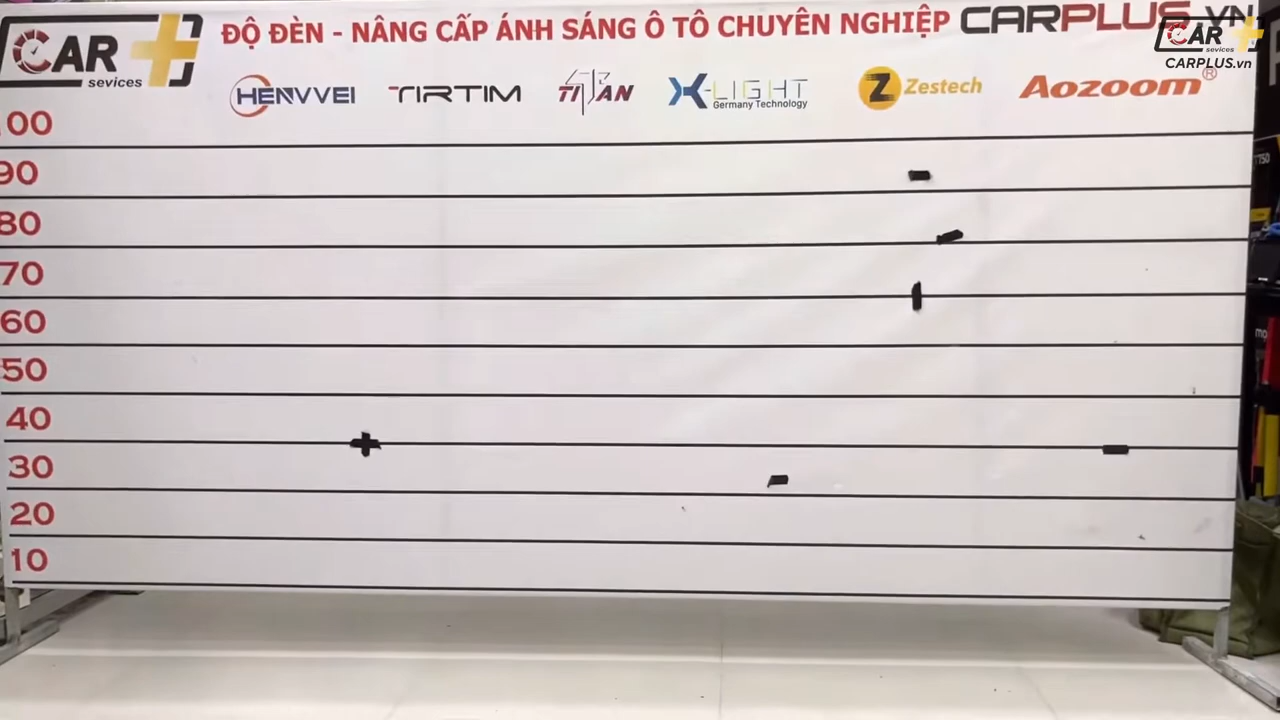 CAR
sevices
ĐỘ ĐÈN - NÂNG CẤP ÁNH SÁNG Ô TÔ CHUYÊN NGHIỆP
CARPLUS.VN
CAR
sevices
CARPLUS.vn
HENVVEI
TIRTIM
TITAN
X-LIGHT
Germany Technology
Z Zestech
Aozoom®
00
90
80
70
60
50
40
30
20
10